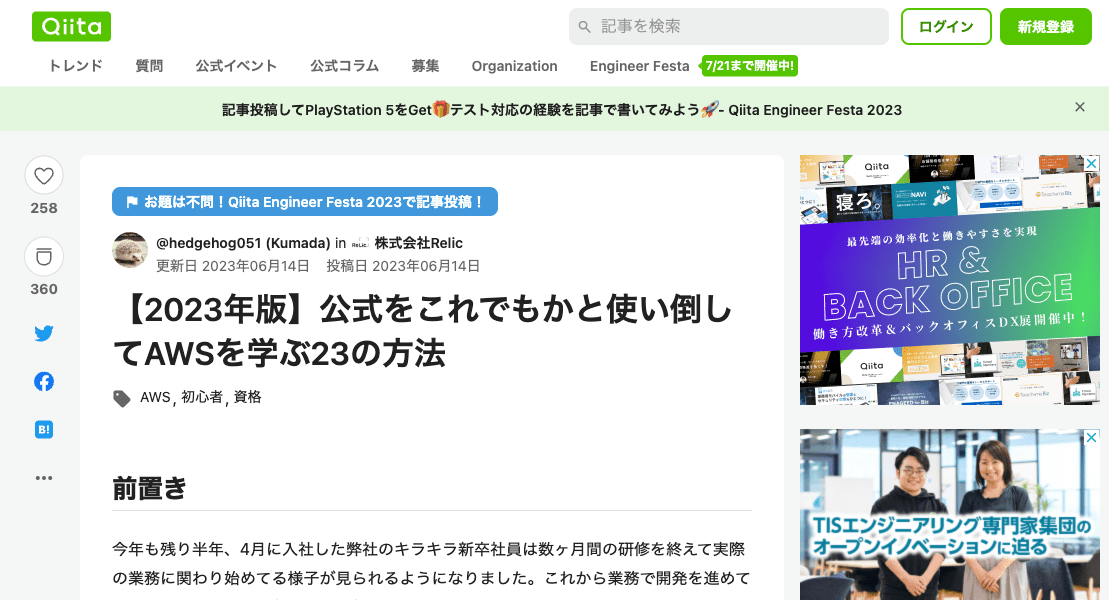 Qiita
記事を検索
ログイン
新規登録
トレンド
質問
公式イベント
公式コラム
募集
Organization
Engineer Festa
7/21まで開催中!
記事投稿してPlayStation 5をGet🎁テスト対応の経験を記事で書いてみよう🚀- Qiita Engineer Festa 2023
258
360
B!
お題は不問！Qiita Engineer Festa 2023で記事投稿！
@hedgehog051 (Kumada) in Relic 株式会社Relic
更新日 2023年06月14日 投稿日 2023年06月14日
【2023年版】公式をこれでもかと使い倒し
てAWSを学ぶ23の方法
AWS, 初心者, 資格
前置き
今年も残り半年、4月に入社した弊社のキラキラ新卒社員は数ヶ月間の研修を終えて実際
の業務に関わり始めてる様子が見られるようになりました。これから業務で開発を進めて
Qiita
NAVI
寝ろ。
Teachme Biz
最先端の効率化と働きやすさを実現
HR &
BACK OFFICE
働き方改革&バックオフィスDX展開催中！
Qiita
Teachme Biz
TISエンジニアリング専門家集団の
オープンイノベーションに迫る